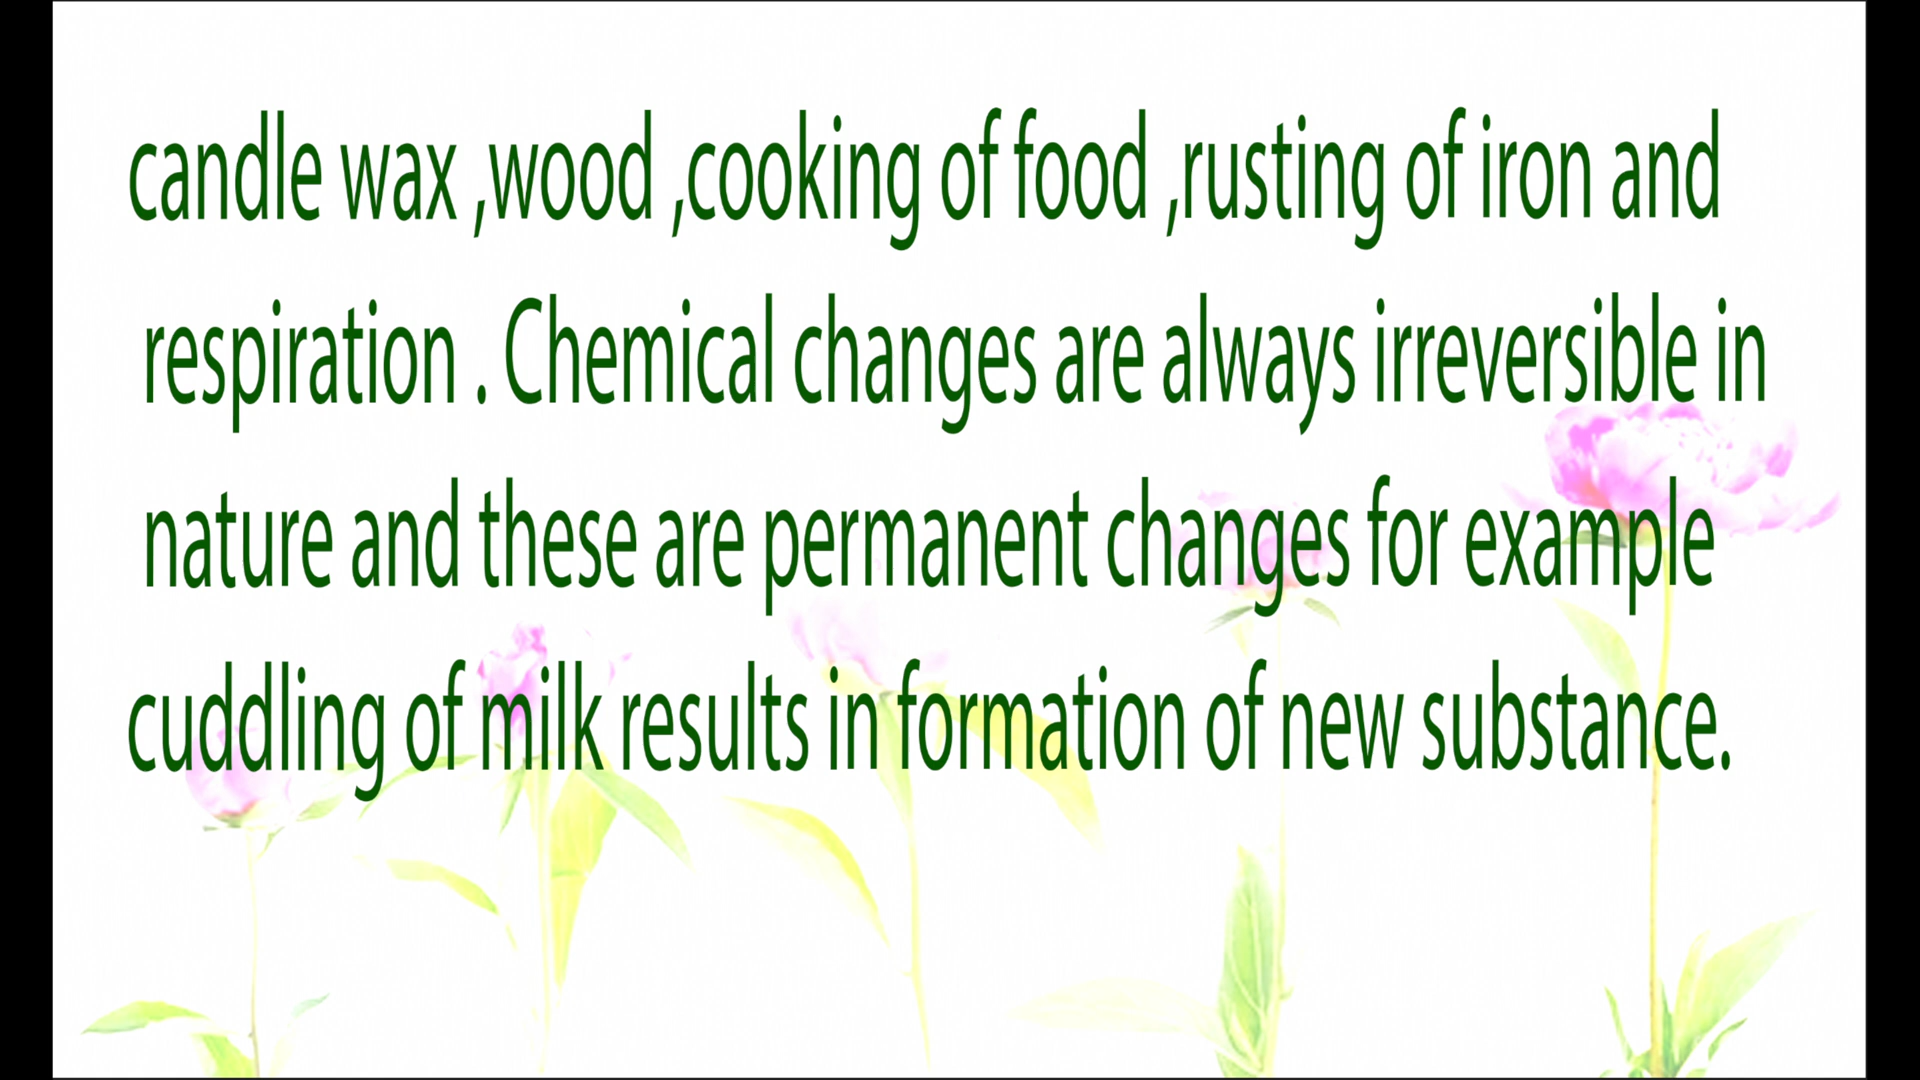 candle wax ,wood ,cooking of food ,rusting of iron and
respiration . Chemical changes are always irreversible in
nature and these are permanent changes for example
cuddling of milk results in formation of new substance.